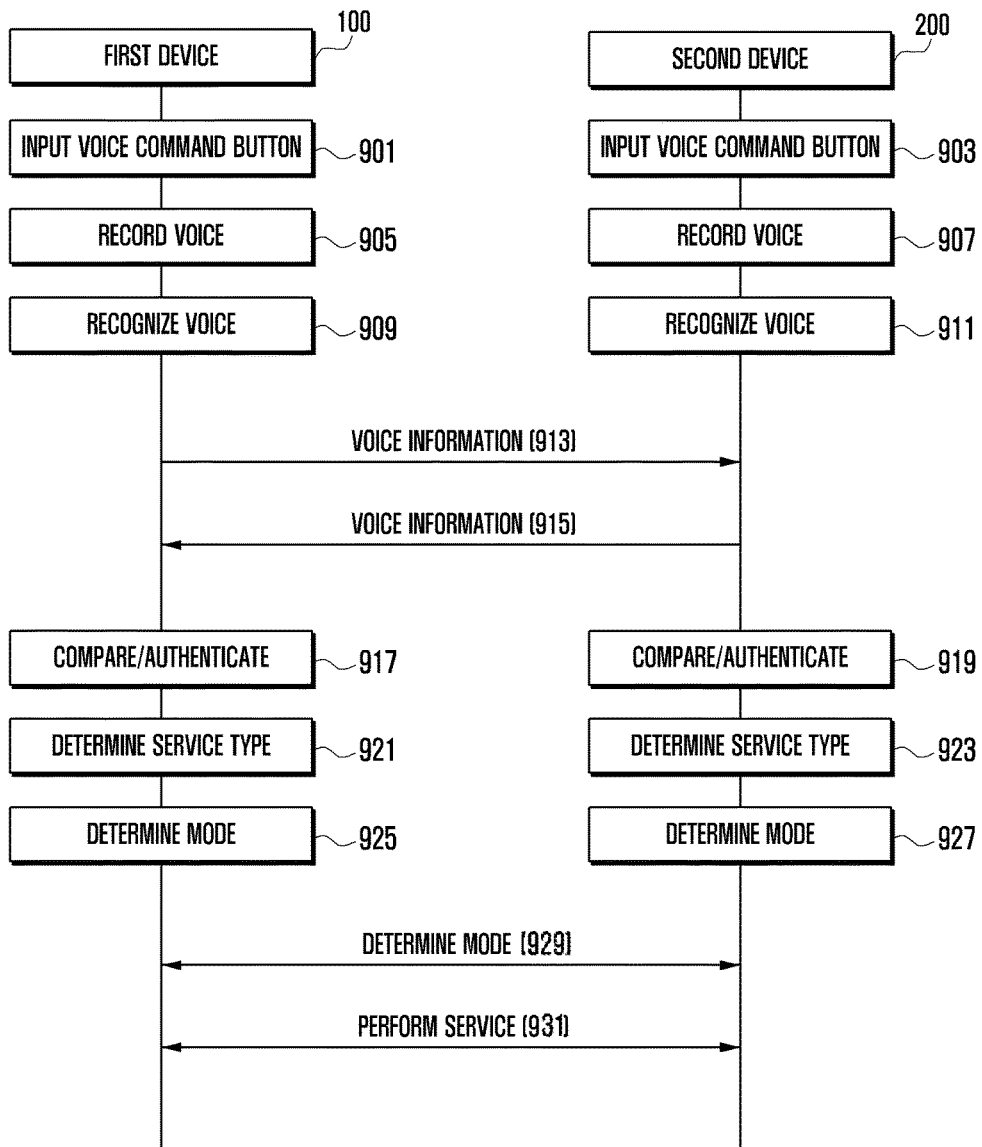 100
200
FIRST DEVICE
SECOND DEVICE
INPUT VOICE COMMAND BUTTON
901
INPUT VOICE COMMAND BUTTON
903
RECORD VOICE
905
RECORD VOICE
907
RECOGNIZE VOICE
909
RECOGNIZE VOICE
911
VOICE INFORMATION (913)
VOICE INFORMATION (915)
COMPARE/AUTHENTICATE
917
COMPARE/AUTHENTICATE
919
DETERMINE SERVICE TYPE
921
DETERMINE SERVICE TYPE
923
DETERMINE MODE
925
DETERMINE MODE
927
DETERMINE MODE (929)
PERFORM SERVICE (931)